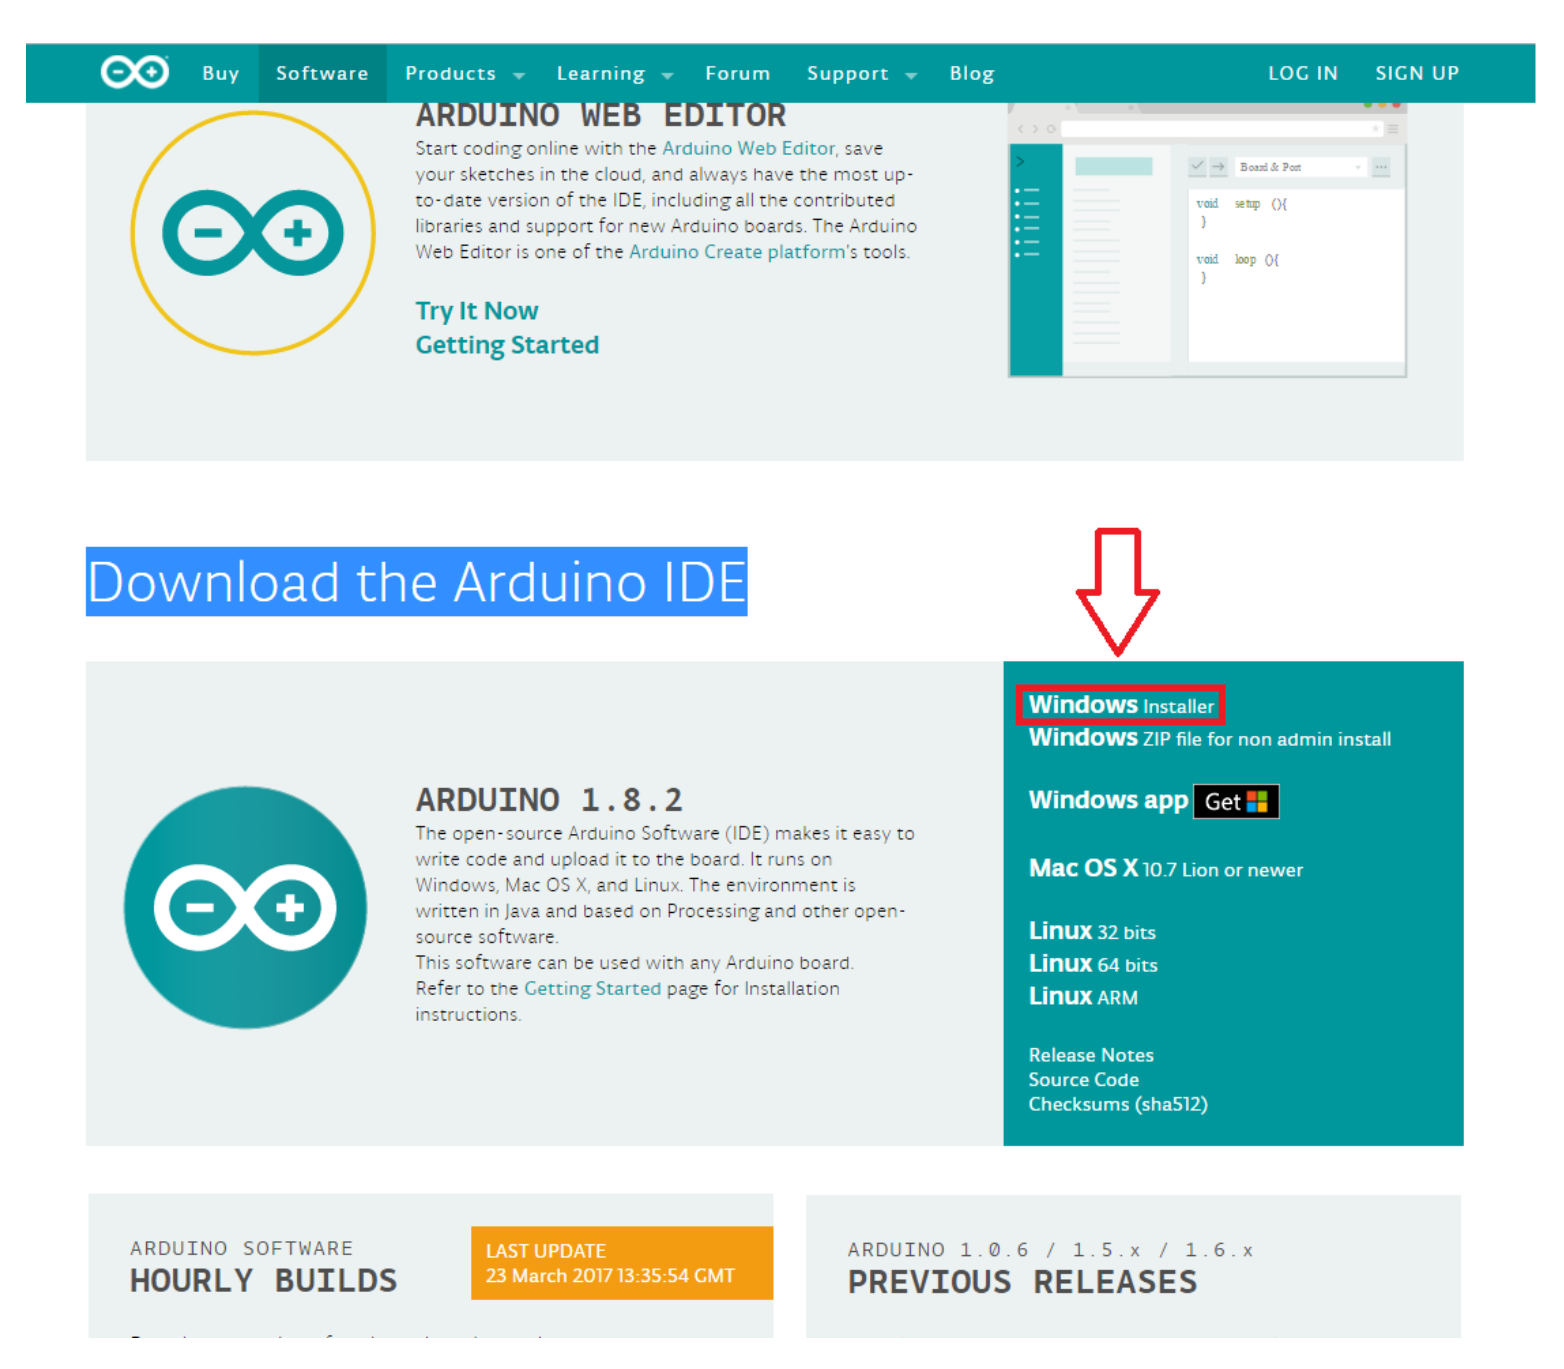 Buy Software Products Learning Forum Support Blog LOG IN SIGN UP
ARDUINO WEB EDITOR
Start coding online with the Arduino Web Editor, save
your sketches in the cloud, and always have the most up-
to-date version of the IDE, including all the contributed
libraries and support for new Arduino boards. The Arduino
Web Editor is one of the Arduino Create platform's tools.
Try It Now
Getting Started
Board & Port
void setup (){
}
void loop (){
}
Download the Arduino IDE
ARDUINO 1.8.2
The open-source Arduino Software (IDE) makes it easy to
write code and upload it to the board. It runs on
Windows, Mac OS X, and Linux. The environment is
written in Java and based on Processing and other open-
source software.
This software can be used with any Arduino board.
Refer to the Getting Started page for Installation
instructions.
Windows Installer
Windows ZIP file for non admin install
Windows app Get
Mac OS X 10.7 Lion or newer
Linux 32 bits
Linux 64 bits
Linux ARM
Release Notes
Source Code
Checksums (sha512)
ARDUINO SOFTWARE
HOURLY BUILDS
LAST UPDATE
23 March 2017 13:35:54 GMT
ARDUINO 1.0.6 / 1.5.x / 1.6.x
PREVIOUS RELEASES